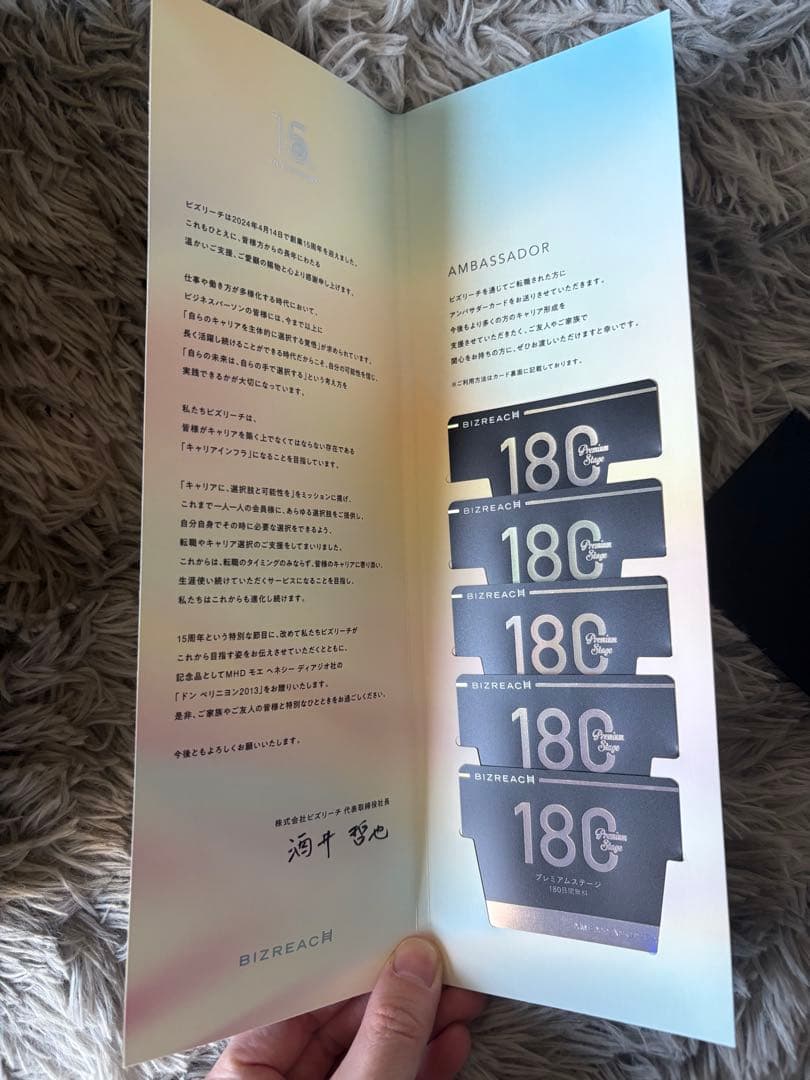 15
ビズリーチは2024年4月14日で創業15周年を迎えました。
これもひとえに、皆様方からの長年にわたる
温かいご支援、ご愛顧の賜物と心より感謝申し上げます。
仕事や働き方が多様化する時代において、
ビジネスパーソンの皆様には、今まで以上に
「自らのキャリアを主体的に選択する覚悟」が求められています。
長く活躍し続けることができる時代だからこそ、自分の可能性を信じ、
「自らの未来は、自らの手で選択する」という考え方を
実践できるかが大切になっています。
私たちビズリーチは、
皆様がキャリアを築く上でなくてはならない存在である
「キャリアインフラ」になることを目指しています。
「キャリアに、選択肢と可能性を」をミッションに掲げ、
これまで一人一人の会員様に、あらゆる選択肢をご提供し、
自分自身でその時に必要な選択をできるよう、
転職やキャリア選択のご支援をしてまいりました。
これからは、転職のタイミングのみならず、皆様のキャリアに寄り添い、
生涯使い続けていただくサービスになることを目指し、
私たちはこれからも進化し続けます。
15周年という特別な節目に、改めて私たちビズリーチが
これから目指す姿をお伝えさせていただくとともに、
記念品としてMHD モエ ヘネシー ディアジオ社の
「ドン ペリニヨン2013」をお贈りいたします。
是非、ご家族やご友人の皆様と特別なひとときをお過ごしください。
今後ともよろしくお願いいたします。
株式会社ビズリーチ 代表取締役社長
酒井 哲也
BIZREACH
AMBASSADOR
ビズリーチを通じてご転職された方に
アンバサダーカードをお送りさせていただきます。
今後もより多くの方のキャリア形成を
支援させていただきたく、ご友人やご家族で
関心をお持ちの方に、ぜひお渡しいただけますと幸いです。
※ご利用方法はカード裏面に記載しております。
BIZREACH
180 Premium Stage
BIZREACH
180 Premium Stage
BIZREACH
180 Premium Stage
BIZREACH
180 Premium Stage
BIZREACH
180 Premium Stage
プレミアムステージ
180日間無料